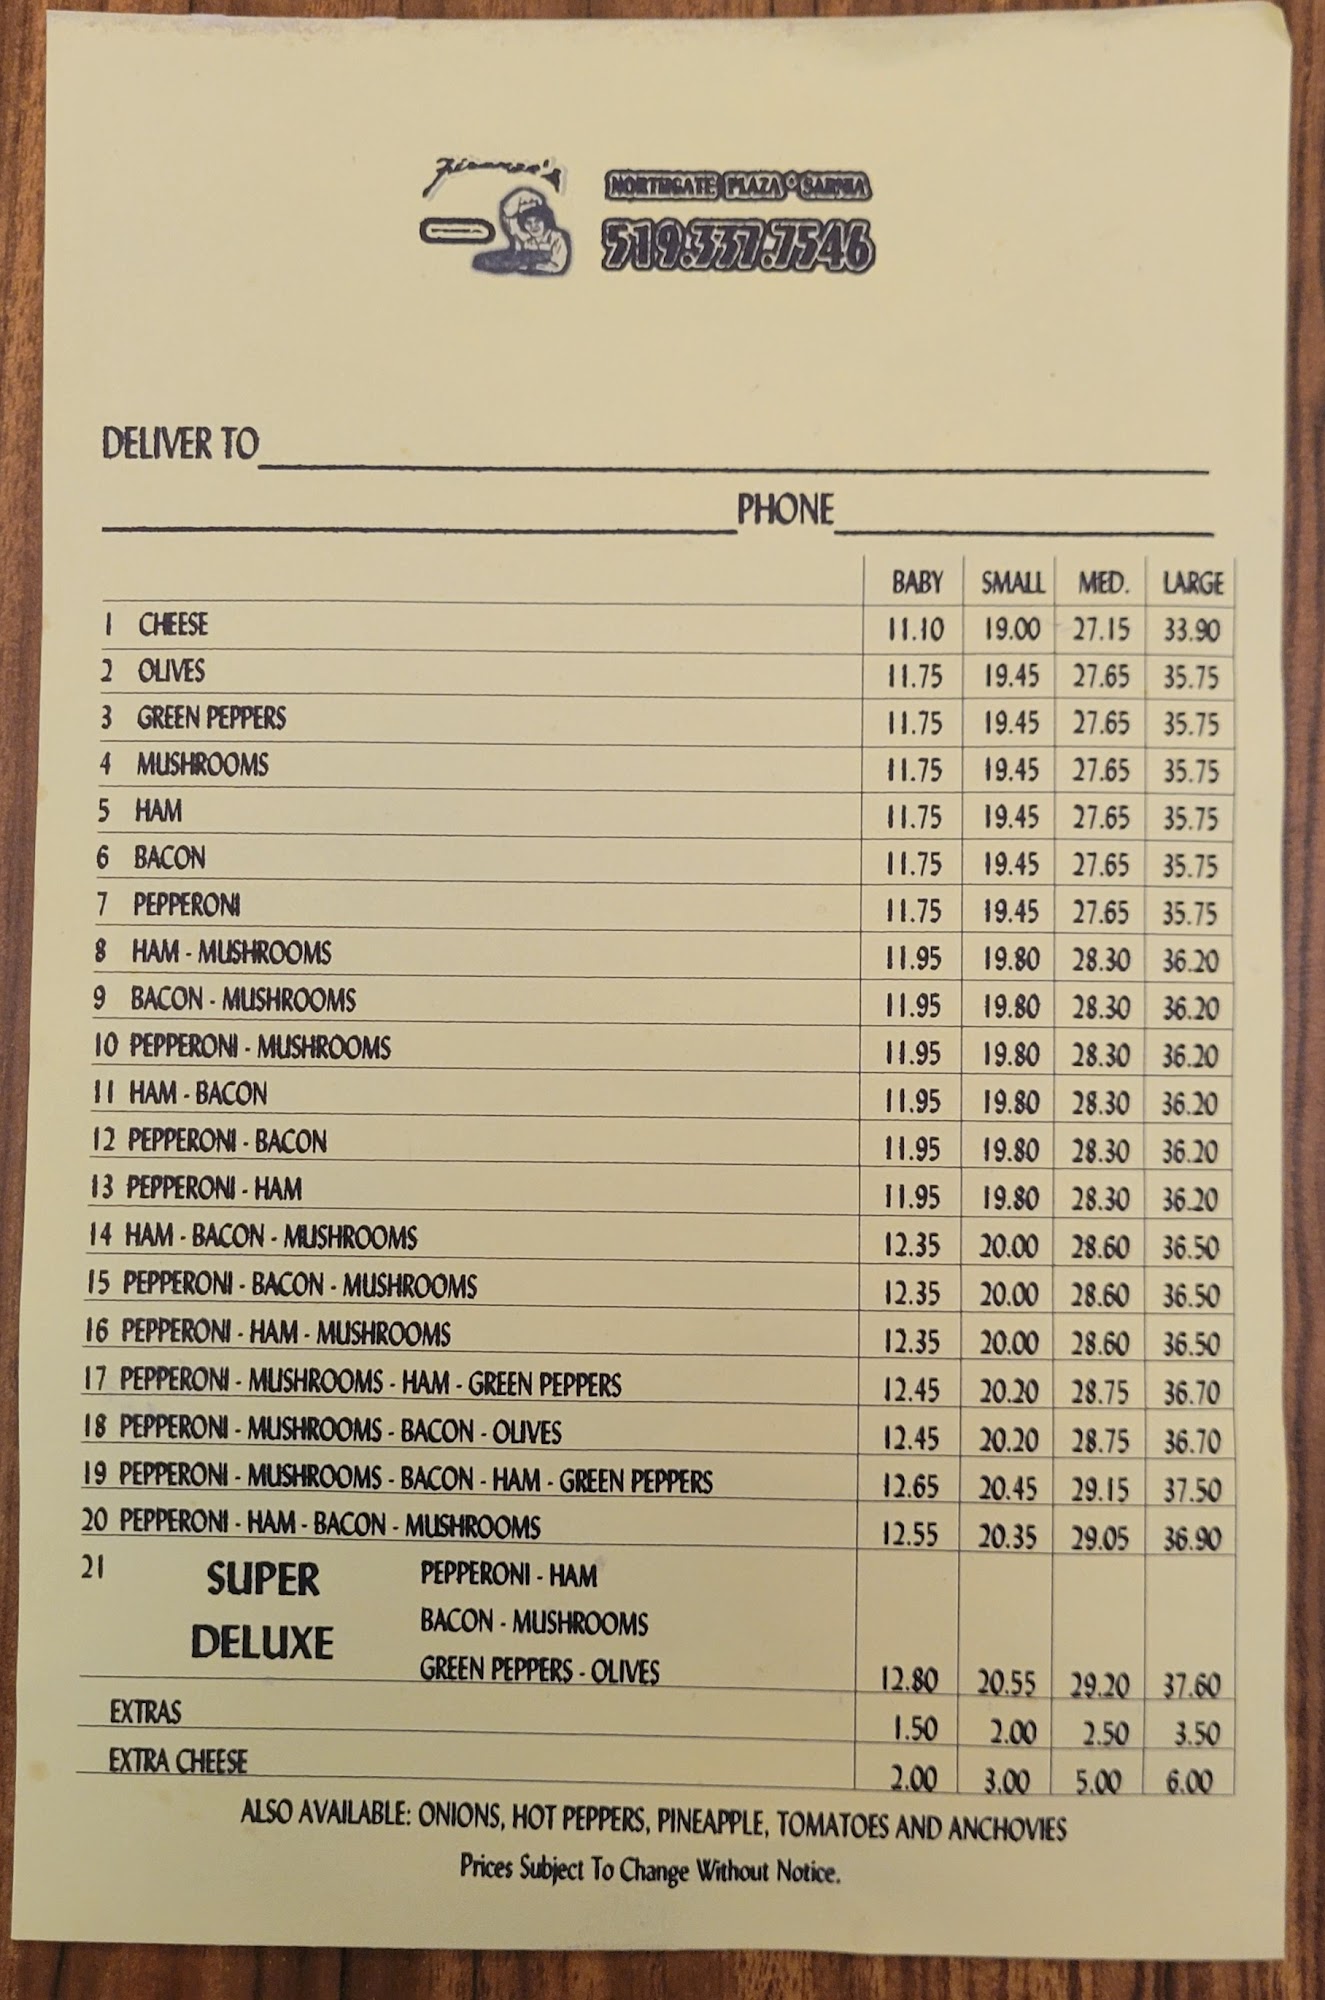 NORTHGATE PLAZA SARNIA
519.337.7546
DELIVER TO
PHONE
BABY SMALL MED. LARGE
1 CHEESE 11.10 19.00 27.15 33.90
2 OLIVES 11.75 19.45 27.65 35.75
3 GREEN PEPPERS 11.75 19.45 27.65 35.75
4 MUSHROOMS 11.75 19.45 27.65 35.75
5 HAM 11.75 19.45 27.65 35.75
6 BACON 11.75 19.45 27.65 35.75
7 PEPPERONI 11.75 19.45 27.65 35.75
8 HAM - MUSHROOMS 11.95 19.80 28.30 36.20
9 BACON - MUSHROOMS 11.95 19.80 28.30 36.20
10 PEPPERONI - MUSHROOMS 11.95 19.80 28.30 36.20
11 HAM - BACON 11.95 19.80 28.30 36.20
12 PEPPERONI - BACON 11.95 19.80 28.30 36.20
13 PEPPERONI - HAM 11.95 19.80 28.30 36.20
14 HAM - BACON - MUSHROOMS 12.35 20.00 28.60 36.50
15 PEPPERONI - BACON - MUSHROOMS 12.35 20.00 28.60 36.50
16 PEPPERONI - HAM - MUSHROOMS 12.35 20.00 28.60 36.50
17 PEPPERONI - MUSHROOMS - HAM - GREEN PEPPERS 12.45 20.20 28.75 36.70
18 PEPPERONI - MUSHROOMS - BACON - OLIVES 12.45 20.20 28.75 36.70
19 PEPPERONI - MUSHROOMS - BACON - HAM - GREEN PEPPERS 12.65 20.45 29.15 37.50
20 PEPPERONI - HAM - BACON - MUSHROOMS 12.55 20.35 29.05 36.90
21 SUPER PEPPERONI - HAM
BACON - MUSHROOMS
DELUXE
GREEN PEPPERS - OLIVES 12.80 20.55 29.20 37.60
EXTRAS 1.50 2.00 2.50 3.50
EXTRA CHEESE 2.00 3.00 5.00 6.00
ALSO AVAILABLE: ONIONS, HOT PEPPERS, PINEAPPLE, TOMATOES AND ANCHOVIES
Prices Subject To Change Without Notice.